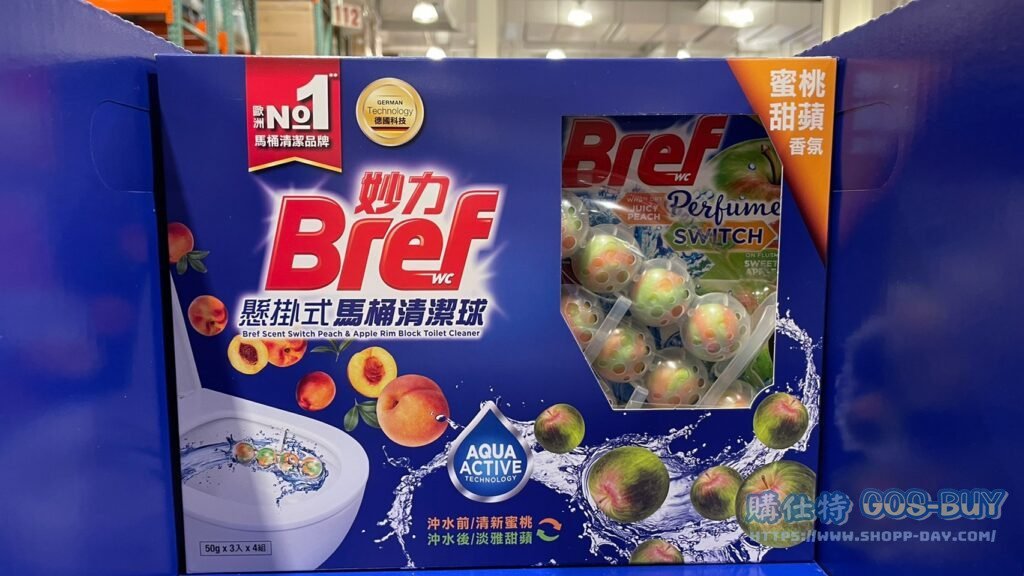 112
歐洲
No1
馬桶清潔品牌
GERMAN
Technology
德國科技
蜜桃
甜蘋
香氛
妙力
Bref
WC
懸掛式馬桶清潔球
Bref Scent Switch Peach & Apple Rim Block Toilet Cleaner
Bref
WC
Perfume
SWITCH
JUICY
PEACH
ON FLUSH
SWEET
AQUA
ACTIVE
TECHNOLOGY
沖水前/清新蜜桃
沖水後/淡雅甜蘋
50g x 3入 x 4組
購仕特 GOS-BUY
HTTPS://WWW.SHOPP-DAY.COM/